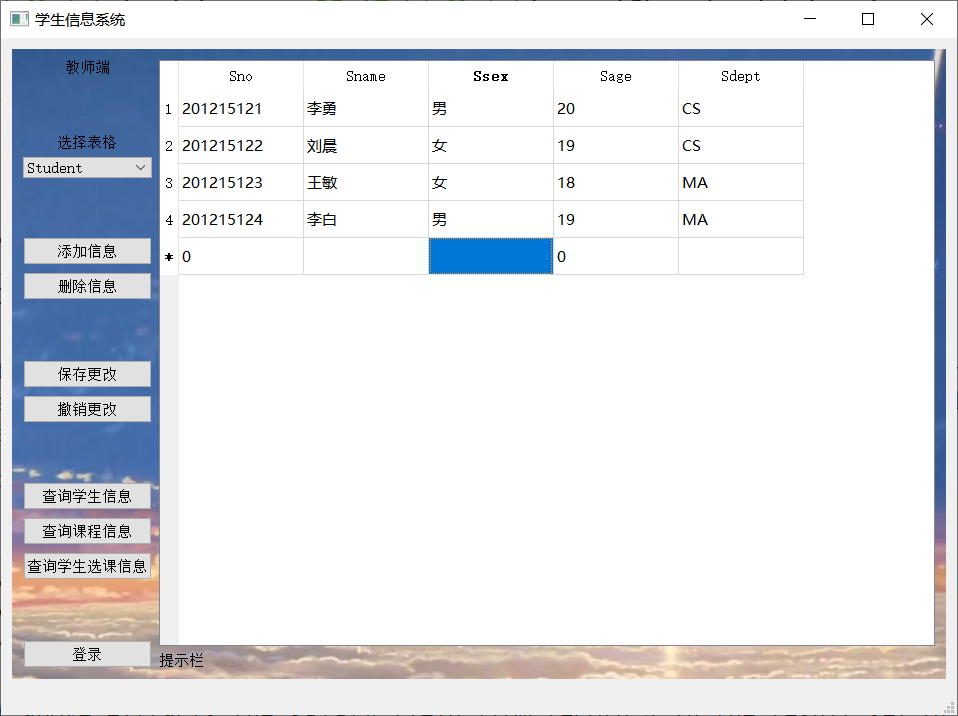 学生信息系统
教师端
选择表格
Student
添加信息
删除信息
保存更改
撤销更改
查询学生信息
查询课程信息
查询学生选课信息
登录
Sno Sname Ssex Sage Sdept
1 201215121 李勇 男 20 CS
2 201215122 刘晨 女 19 CS
3 201215123 王敏 女 18 MA
4 201215124 李白 男 19 MA
* 0 0
提示栏